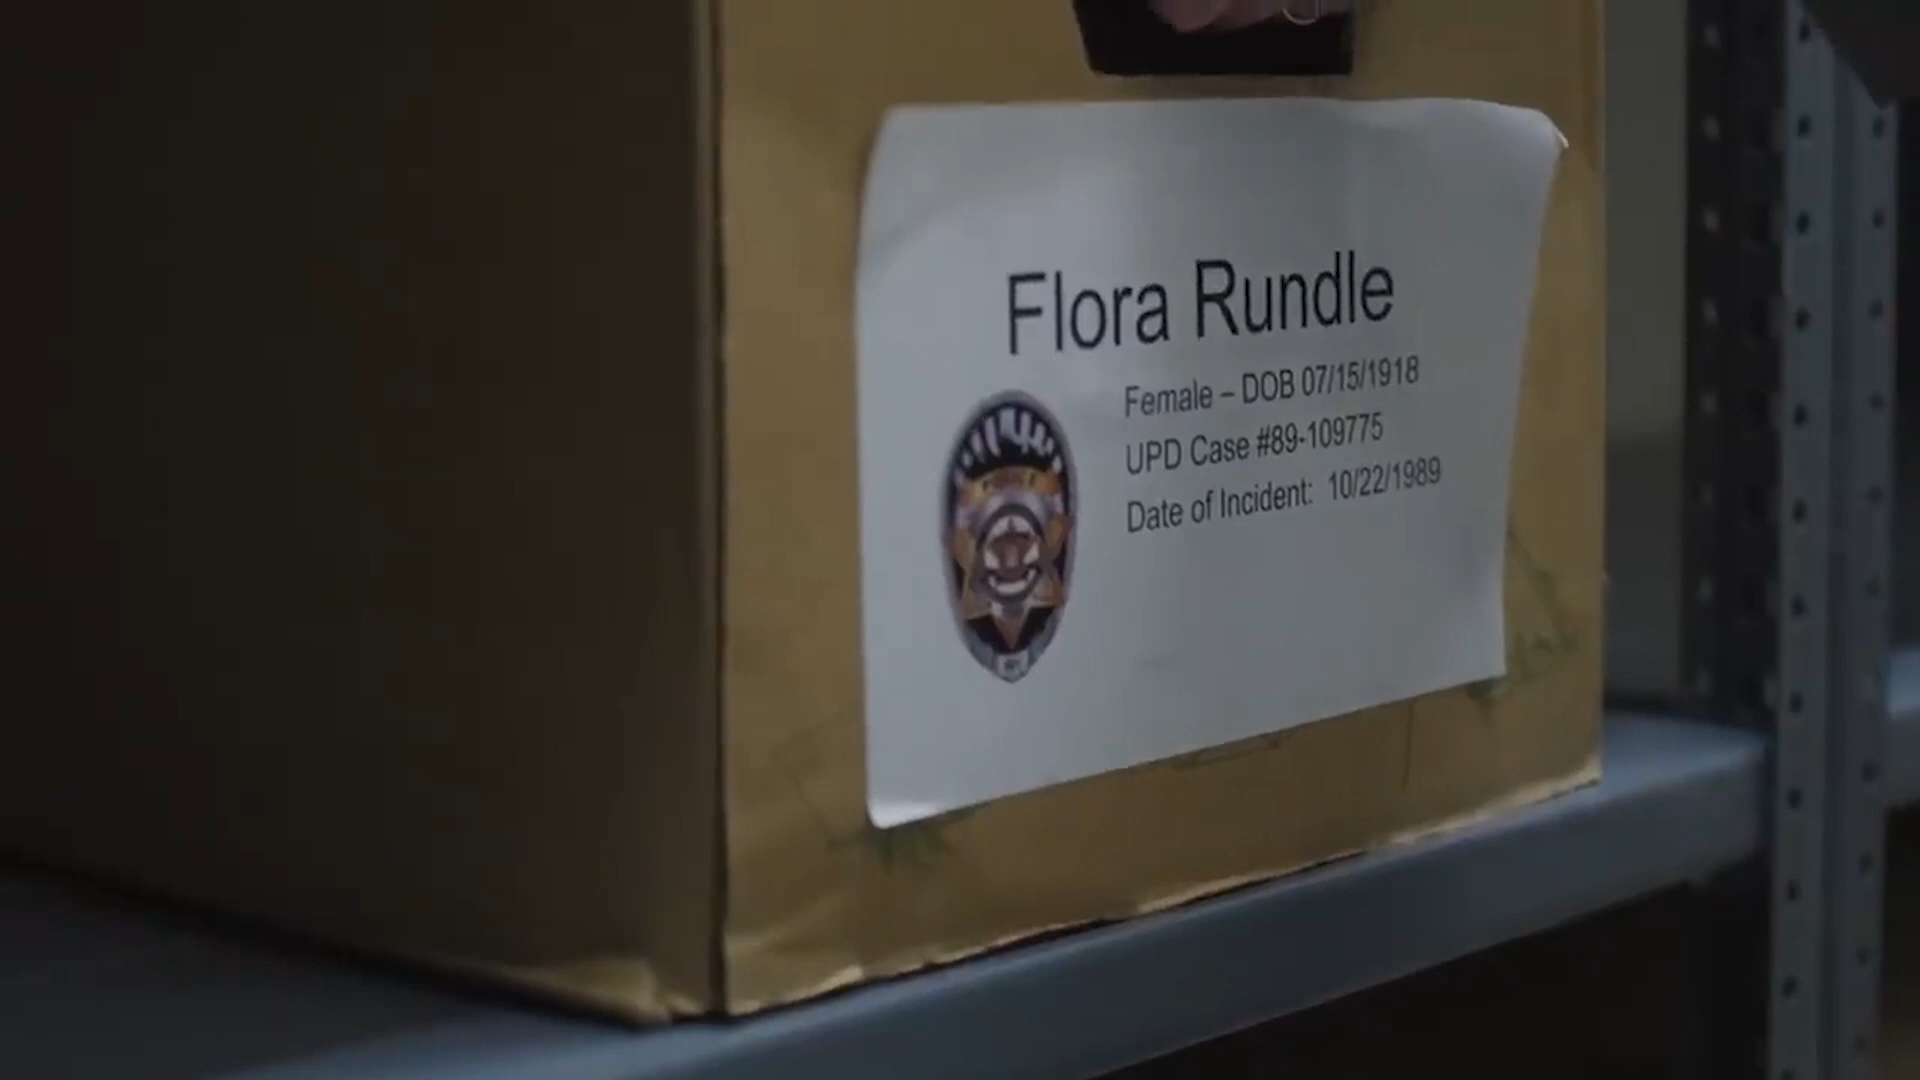 Flora Rundle
Female – DOB 07/15/1918
UPD Case #89-109775
Date of Incident: 10/22/1989